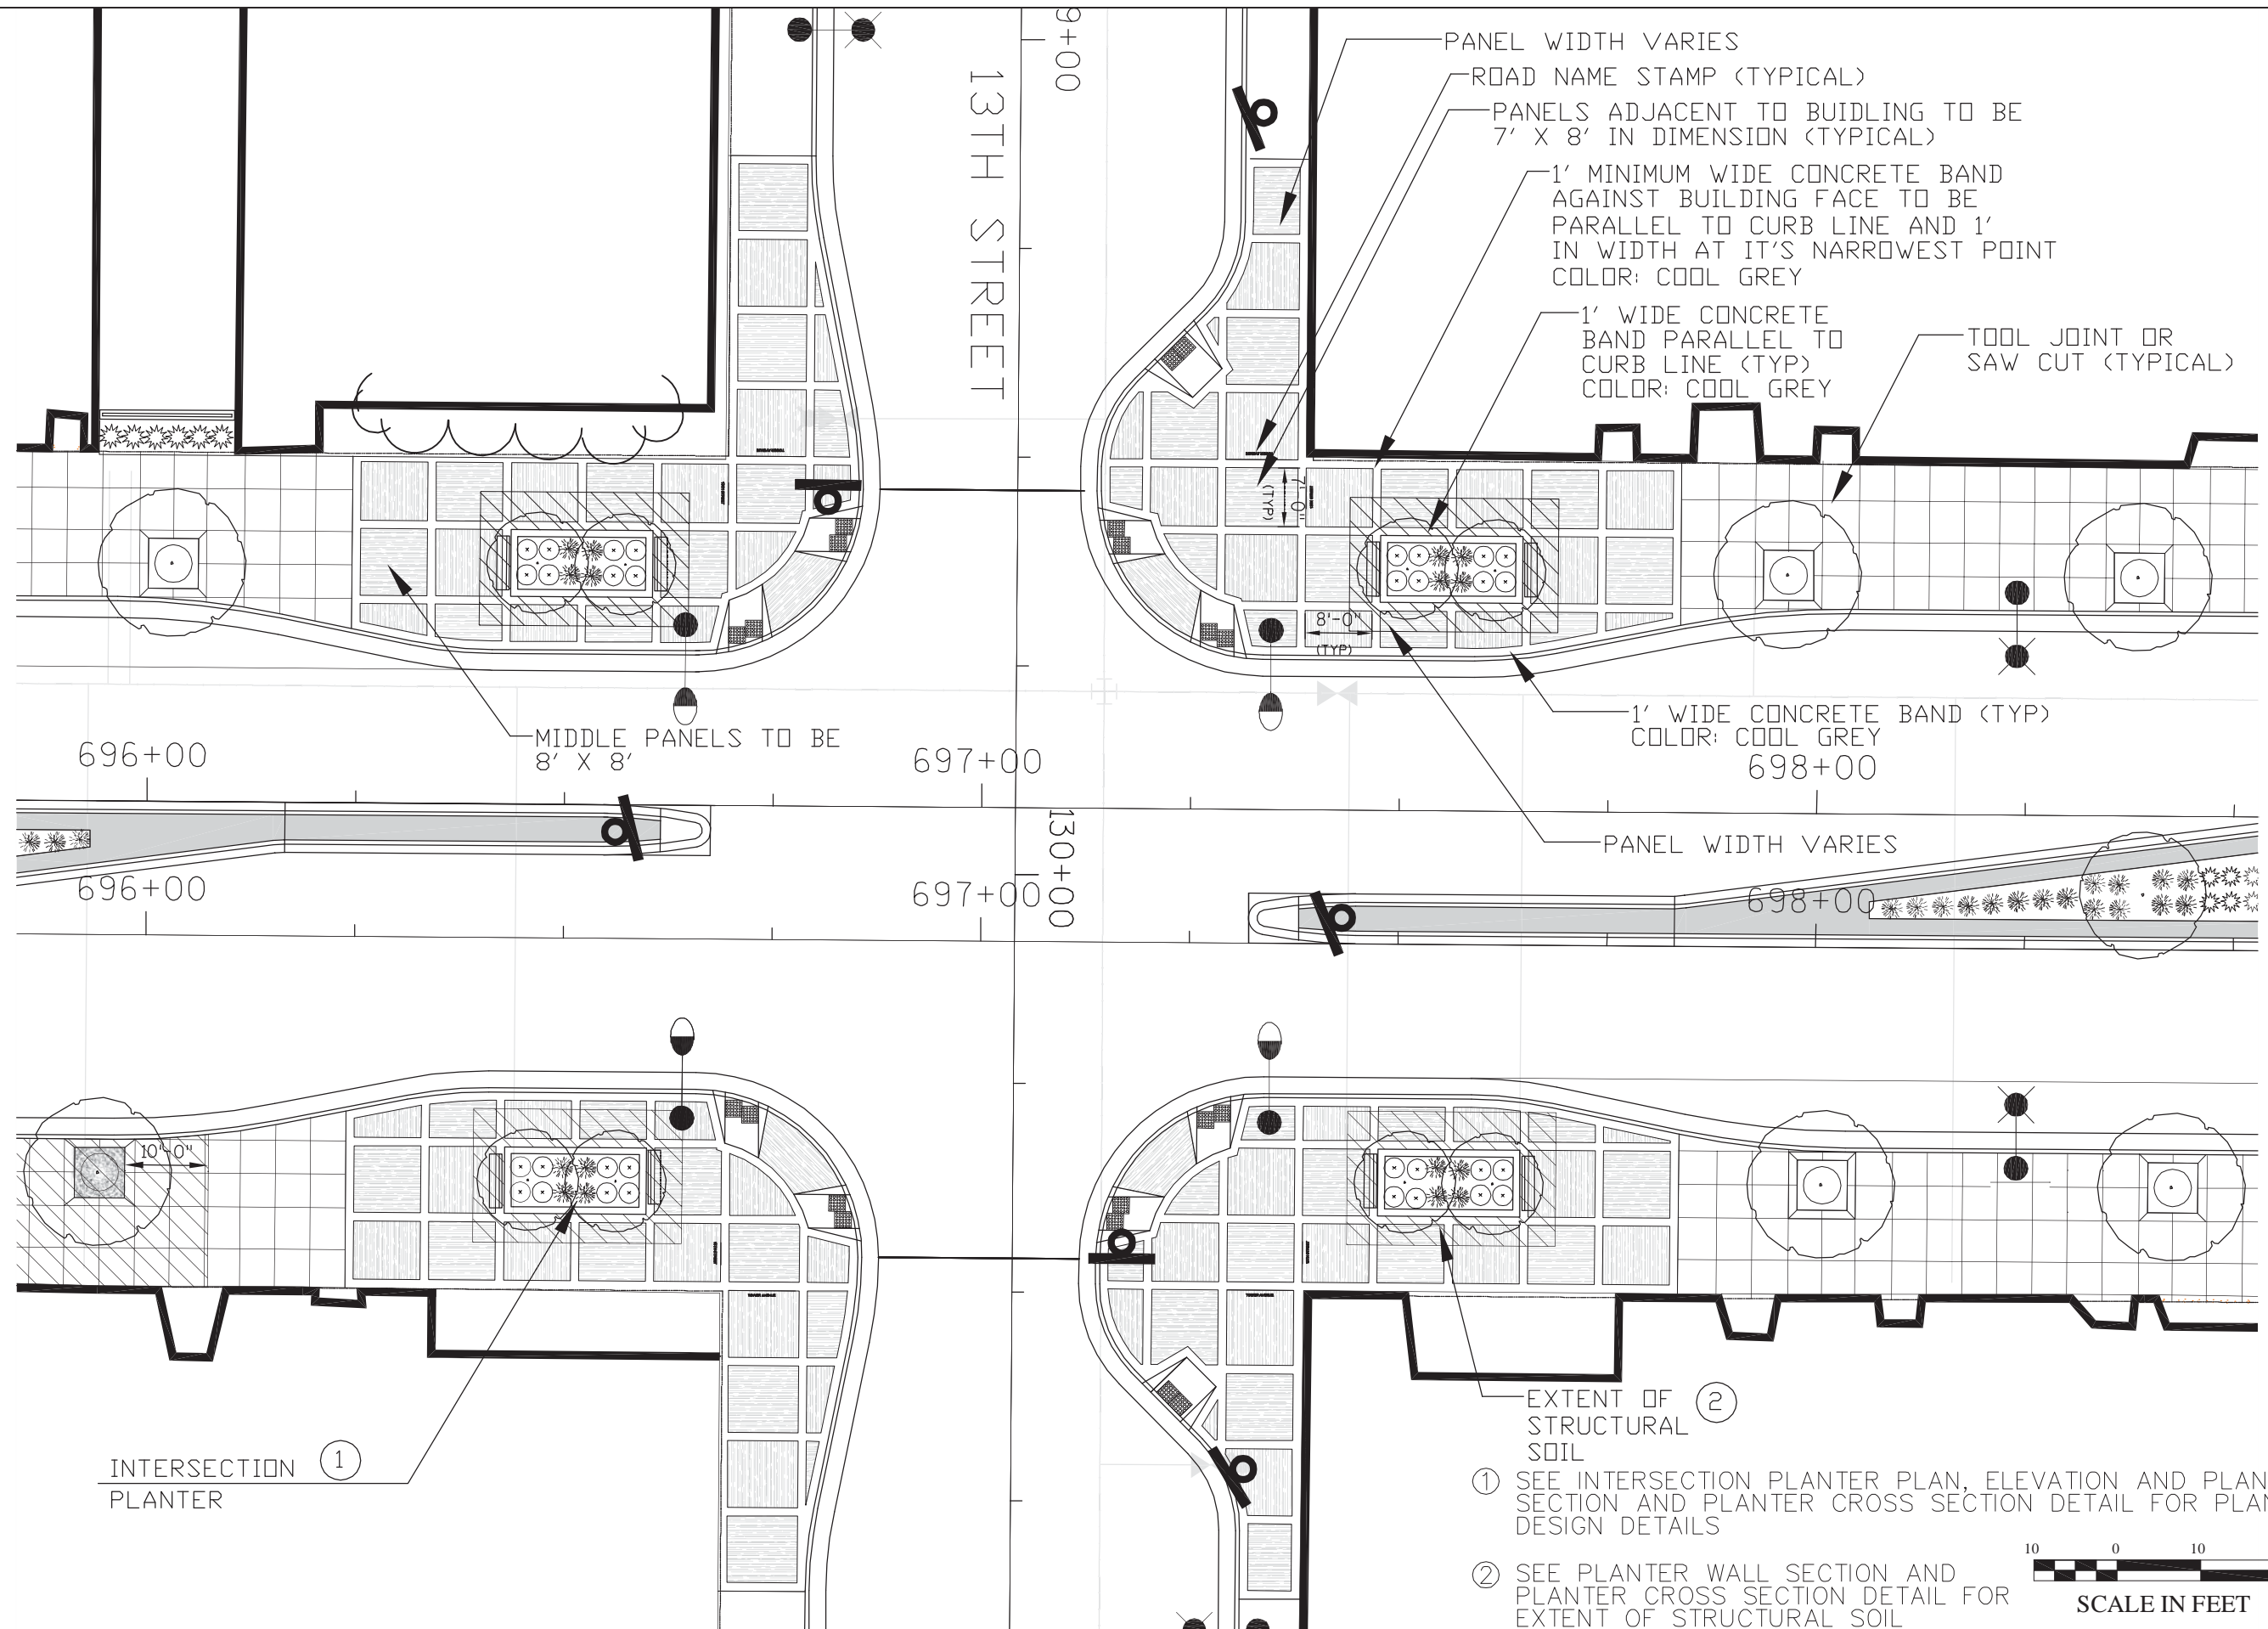 9+00
13TH STREET
PANEL WIDTH VARIES
ROAD NAME STAMP (TYPICAL)
PANELS ADJACENT TO BUIDLING TO BE
7' X 8' IN DIMENSION (TYPICAL)
1' MINIMUM WIDE CONCRETE BAND
AGAINST BUILDING FACE TO BE
PARALLEL TO CURB LINE AND 1'
IN WIDTH AT IT'S NARROWEST POINT
COLOR: COOL GREY
1' WIDE CONCRETE
BAND PARALLEL TO
CURB LINE (TYP)
COLOR: COOL GREY
TOOL JOINT OR
SAW CUT (TYPICAL)
7'-0"
(TYP)
8'-0"
(TYP)
MIDDLE PANELS TO BE
8' X 8'
1' WIDE CONCRETE BAND (TYP)
COLOR: COOL GREY
696+00
697+00
698+00
PANEL WIDTH VARIES
130+00
696+00
697+00
698+00
10'-0"
INTERSECTION 1
PLANTER
EXTENT OF 2
STRUCTURAL
SOIL
1 SEE INTERSECTION PLANTER PLAN, ELEVATION AND PLAN
SECTION AND PLANTER CROSS SECTION DETAIL FOR PLAN
DESIGN DETAILS
2 SEE PLANTER WALL SECTION AND
PLANTER CROSS SECTION DETAIL FOR
EXTENT OF STRUCTURAL SOIL
10 0 10
SCALE IN FEET